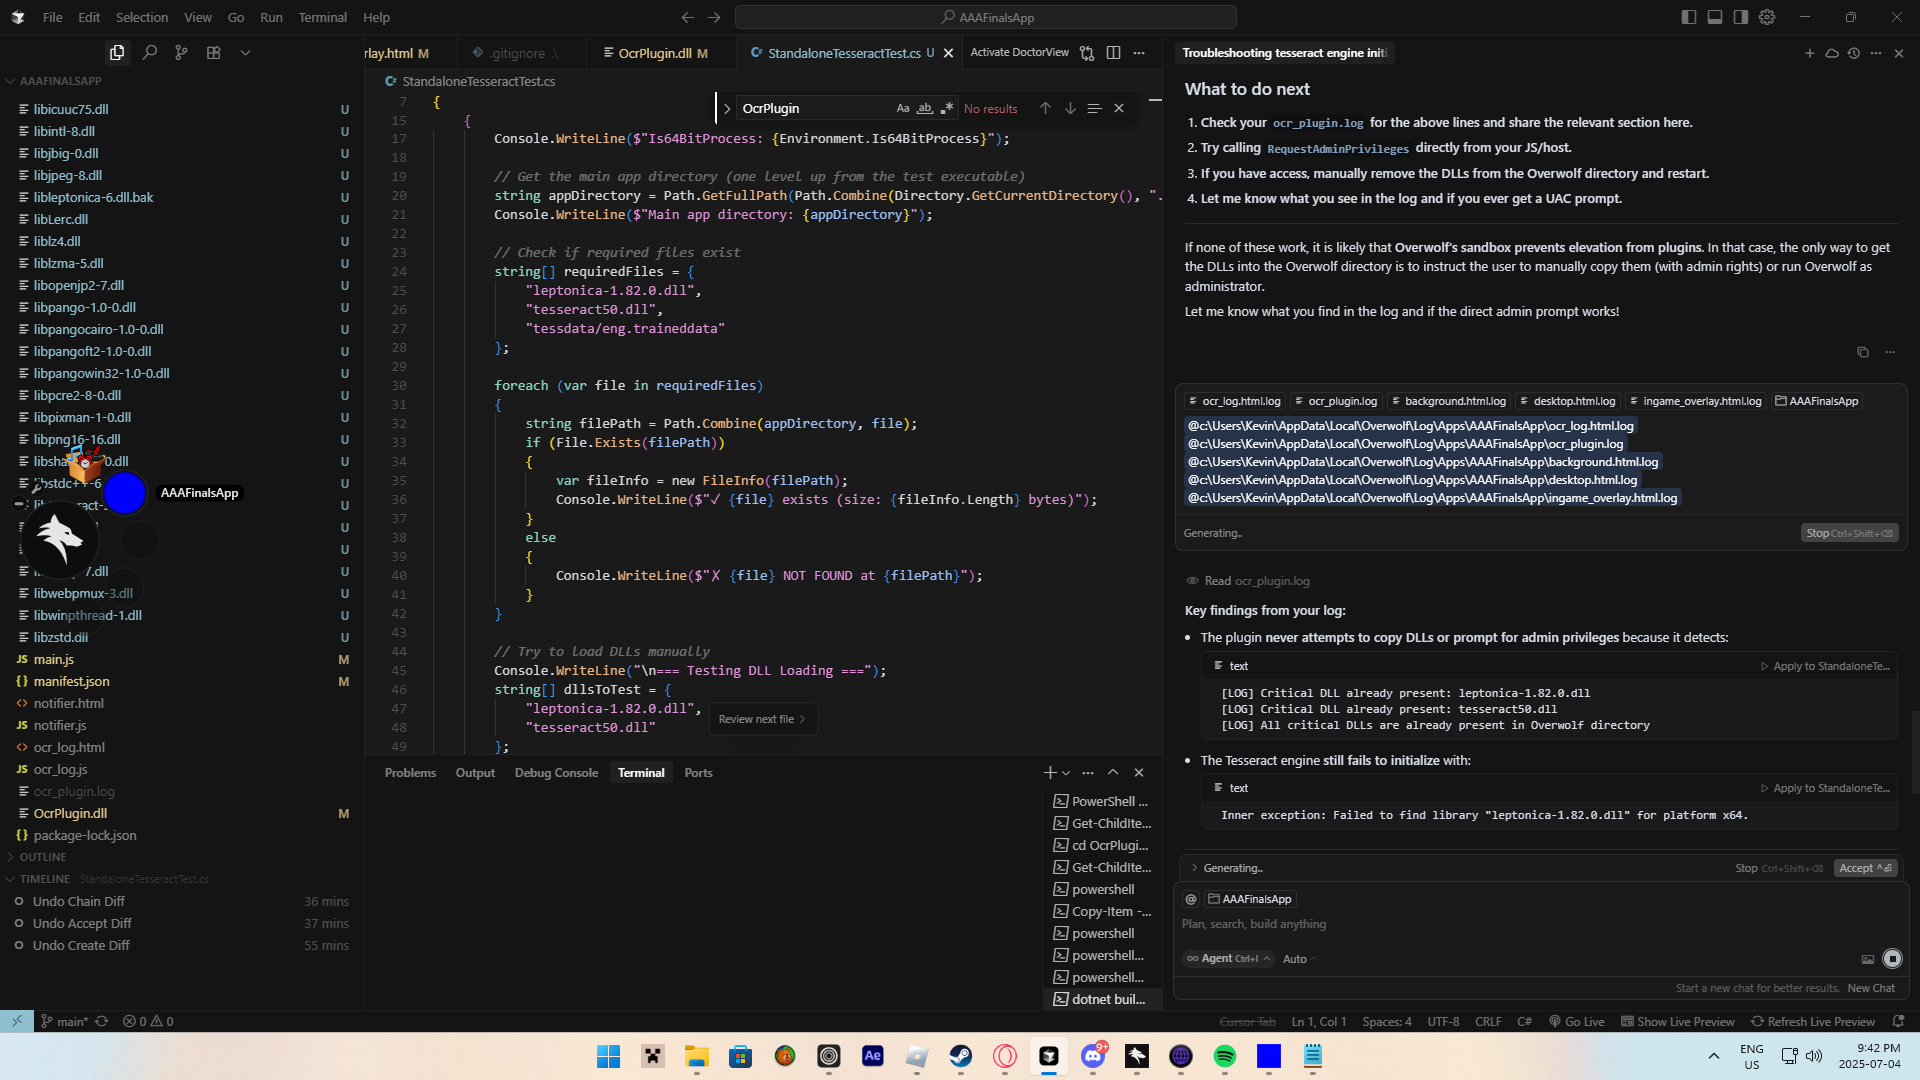 File Edit Selection View Go Run Terminal Help
AAAFinalsApp
rlay.html M
.gitignore
OcrPlugin.dll M
StandaloneTesseractTest.cs U
Activate DoctorView
AAAFINALSAPP
libicuuc75.dll U
libintl-8.dll U
libjbig-0.dll U
libjpeg-8.dll U
libleptonica-6.dll.bak U
libLerc.dll U
liblz4.dll U
liblzma-5.dll U
libopenjp2-7.dll U
libpango-1.0-0.dll U
libpangocairo-1.0-0.dll U
libpangoft2-1.0-0.dll U
libpangowin32-1.0-0.dll U
libpcre2-8-0.dll U
libpixman-1-0.dll U
libpng16-16.dll U
U
U
AAAFinalsApp
U
U
U
U
libwebpmux-3.dll U
libwinpthread-1.dll U
libzstd.dll U
main.js M
manifest.json M
notifier.html
notifier.js
ocr_log.html
ocr_log.js
ocr_plugin.log
OcrPlugin.dll M
package-lock.json
OUTLINE
TIMELINE StandaloneTesseractTest.cs
Undo Chain Diff 36 mins
Undo Accept Diff 37 mins
Undo Create Diff 55 mins
StandaloneTesseractTest.cs
OcrPlugin Aa ab No results
7 {
15 {
17 Console.WriteLine($"Is64BitProcess: {Environment.Is64BitProcess}");
18
19 // Get the main app directory (one level up from the test executable)
20 string appDirectory = Path.GetFullPath(Path.Combine(Directory.GetCurrentDirectory(), ".
21 Console.WriteLine($"Main app directory: {appDirectory}");
22
23 // Check if required files exist
24 string[] requiredFiles = {
25 "leptonica-1.82.0.dll",
26 "tesseract50.dll",
27 "tessdata/eng.traineddata"
28 };
29
30 foreach (var file in requiredFiles)
31 {
32 string filePath = Path.Combine(appDirectory, file);
33 if (File.Exists(filePath))
34 {
35 var fileInfo = new FileInfo(filePath);
36 Console.WriteLine($"✓ {file} exists (size: {fileInfo.Length} bytes)");
37 }
38 else
39 {
40 Console.WriteLine($"✗ {file} NOT FOUND at {filePath}");
41 }
42 }
43
44 // Try to load DLLs manually
45 Console.WriteLine("\n=== Testing DLL Loading ===");
46 string[] dllsToTest = {
47 "leptonica-1.82.0.dll",
48 "tesseract50.dll"
49 };
Review next file
Problems Output Debug Console Terminal Ports
PowerShell ...
Get-ChildIte...
cd OcrPlugi...
Get-ChildIte...
powershell
Copy-Item -...
powershell
powershell...
powershell...
dotnet buil...
Troubleshooting tesseract engine initi
What to do next
1. Check your ocr_plugin.log for the above lines and share the relevant section here.
2. Try calling RequestAdminPrivileges directly from your JS/host.
3. If you have access, manually remove the DLLs from the Overwolf directory and restart.
4. Let me know what you see in the log and if you ever get a UAC prompt.
If none of these work, it is likely that Overwolf's sandbox prevents elevation from plugins. In that case, the only way to get
the DLLs into the Overwolf directory is to instruct the user to manually copy them (with admin rights) or run Overwolf as
administrator.
Let me know what you find in the log and if the direct admin prompt works!
ocr_log.html.log ocr_plugin.log background.html.log desktop.html.log ingame_overlay.html.log AAAFinalsApp
@c:\Users\Kevin\AppData\Local\Overwolf\Log\Apps\AAAFinalsApp\ocr_log.html.log
@c:\Users\Kevin\AppData\Local\Overwolf\Log\Apps\AAAFinalsApp\ocr_plugin.log
@c:\Users\Kevin\AppData\Local\Overwolf\Log\Apps\AAAFinalsApp\background.html.log
@c:\Users\Kevin\AppData\Local\Overwolf\Log\Apps\AAAFinalsApp\desktop.html.log
@c:\Users\Kevin\AppData\Local\Overwolf\Log\Apps\AAAFinalsApp\ingame_overlay.html.log
Generating.. Stop Ctrl+Shift+⌫
Read ocr_plugin.log
Key findings from your log:
• The plugin never attempts to copy DLLs or prompt for admin privileges because it detects:
text Apply to StandaloneTe...
[LOG] Critical DLL already present: leptonica-1.82.0.dll
[LOG] Critical DLL already present: tesseract50.dll
[LOG] All critical DLLs are already present in Overwolf directory
• The Tesseract engine still fails to initialize with:
text Apply to StandaloneTe...
Inner exception: Failed to find library "leptonica-1.82.0.dll" for platform x64.
Generating.. Stop Ctrl+Shift+⌫ Accept ^⏎
@ AAAFinalsApp
Plan, search, build anything
Agent Ctrl+I Auto
Start a new chat for better results. New Chat
main* 0 0
Cursor Tab Ln 1, Col 1 Spaces: 4 UTF-8 CRLF C# Go Live Show Live Preview Refresh Live Preview
Ae
9+
ENG
US
9:42 PM
2025-07-04